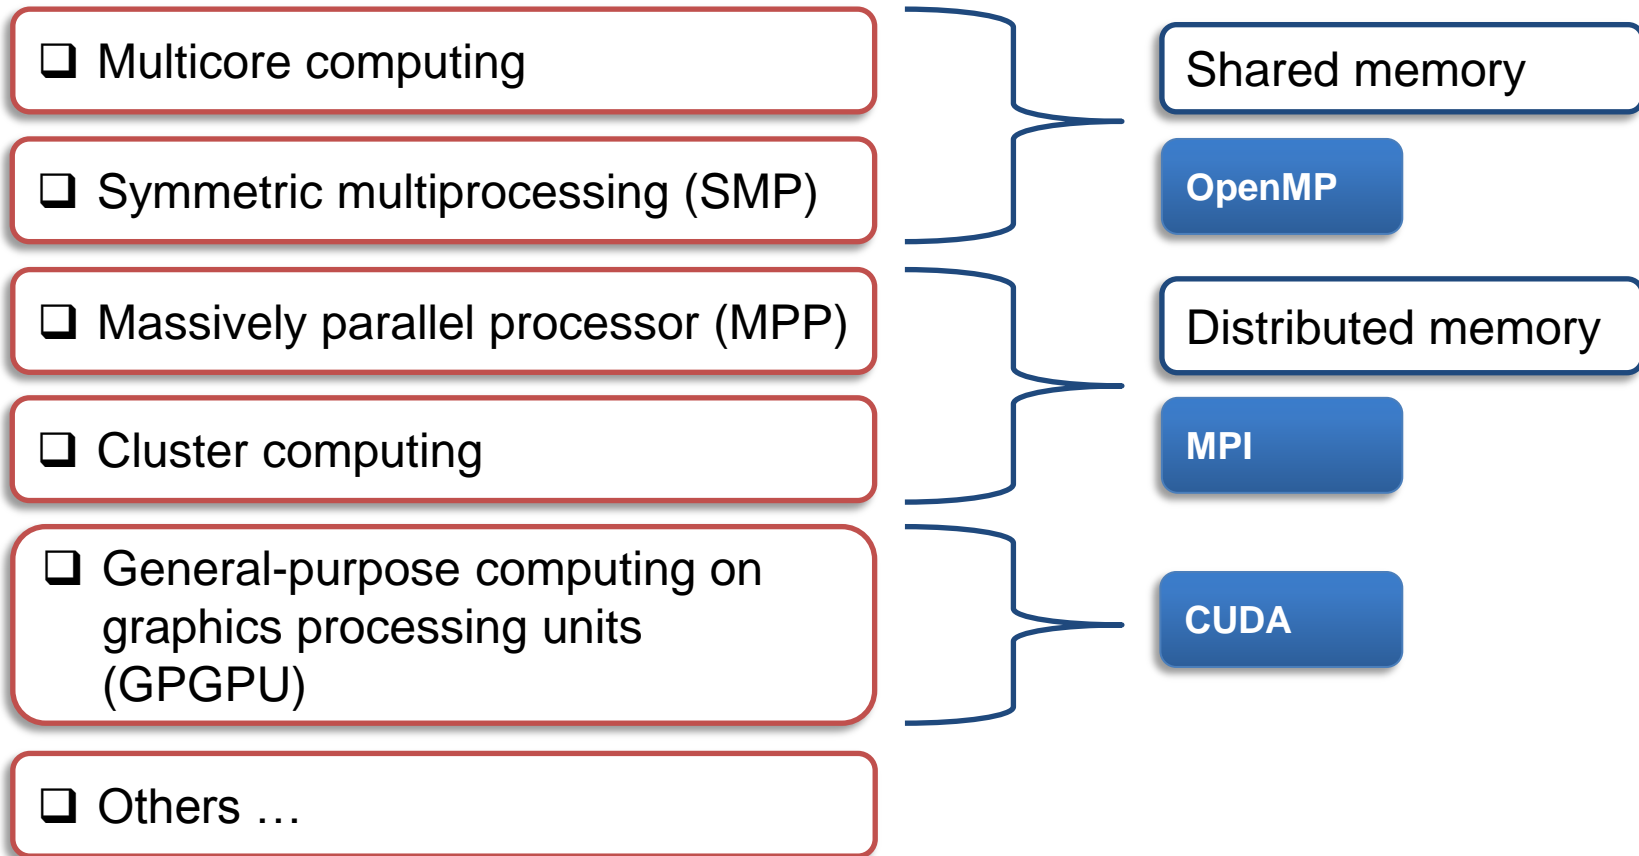 ❑ Multicore computing
❑ Symmetric multiprocessing (SMP)
Shared memory
OpenMP
❑ Massively parallel processor (MPP)
❑ Cluster computing
Distributed memory
MPI
❑ General-purpose computing on
graphics processing units
(GPGPU)
CUDA
❑ Others …